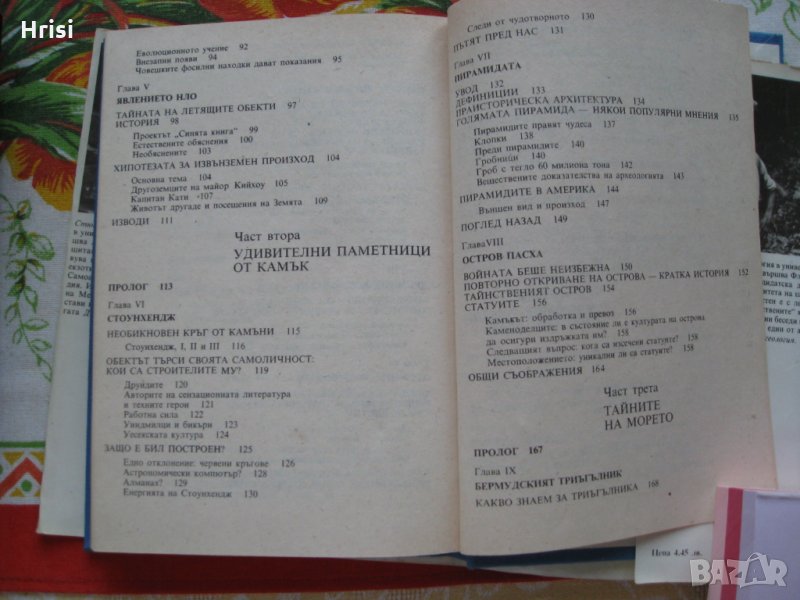 Hrisi
Еволюционното учение 92
Внезапни появи 94
Човешките фосилни находки дават показания 95
Глава V
ЯВЛЕНИЕТО НЛО
ТАЙНАТА НА ЛЕТЯЩИТЕ ОБЕКТИ 97
ИСТОРИЯ 98
Проектът „Синята книга" 99
Естествените обяснения 100
Необяснените 103
ХИПОТЕЗАТА ЗА ИЗВЪНЗЕМЕН ПРОИЗХОД 104
Основна тема 104
Другоземците на майор Кийхоу 105
Капитан Кати 107
Животът другаде и посещения на Земята 109
ИЗВОДИ 111
Част втора
УДИВИТЕЛНИ ПАМЕТНИЦИ
ОТ КАМЪК
ПРОЛОГ 113
Глава VI
СТОУНХЕНДЖ
НЕОБИКНОВЕН КРЪГ ОТ КАМЪНИ 115
Стоунхендж, I, II и III 116
ОБЕКТЪТ ТЪРСИ СВОЯТА САМОЛИЧНОСТ:
КОИ СА СТРОИТЕЛИТЕ МУ? 119
Друидите 120
Авторите на сензационната литература
и техните герои 121
Работна сила 122
Уиндмилци и бикъри 123
Уесекската култура 124
ЗАЩО Е БИЛ ПОСТРОЕН? 125
Едно отклонение: червени кръгове 126
Астрономически компютър? 128
Алманах? 129
Енергията на Стоунхендж 130
Следи от чудотворното 130
ПЪТЯТ ПРЕД НАС 131
Глава VII
ПИРАМИДАТА
УВОД 132
ДЕФИНИЦИИ 133
ПРАИСТОРИЧЕСКА АРХИТЕКТУРА 134
ГОЛЯМАТА ПИРАМИДА — НЯКОИ ПОПУЛЯРНИ МНЕНИЯ 135
Пирамидите правят чудеса 137
Клопки 138
Преди пирамидите 140
Гробници 140
Гроб с тегло 60 милиона тона 142
Веществените доказателства на археологията 143
ПИРАМИДИТЕ В АМЕРИКА 144
Външен вид и произход 147
ПОГЛЕД НАЗАД 149
Глава VIII
ОСТРОВ ПАСХА
ВОЙНАТА БЕШЕ НЕИЗБЕЖНА 150
ПОВТОРНО ОТКРИВАНЕ НА ОСТРОВА — КРАТКА ИСТОРИЯ 152
ТАЙНСТВЕНИЯТ ОСТРОВ 154
СТАТУИТЕ 156
Камъкът: обработка и превоз 156
Каменоделците: в състояние ли е културата на острова
да осигури издръжката им? 158
Следващият въпрос: кога са изсечени статуите? 158
Местоположението: уникални ли са статуите? 158
ОБЩИ СЪОБРАЖЕНИЯ 164
Част трета
ТАЙНИТЕ
НА МОРЕТО
ПРОЛОГ 167
Глава IX
БЕРМУДСКИЯТ ТРИЪГЪЛНИК
КАКВО ЗНАЕМ ЗА ТРИЪГЪЛНИКА 168
Цена 4.45 лв.
BAZAR